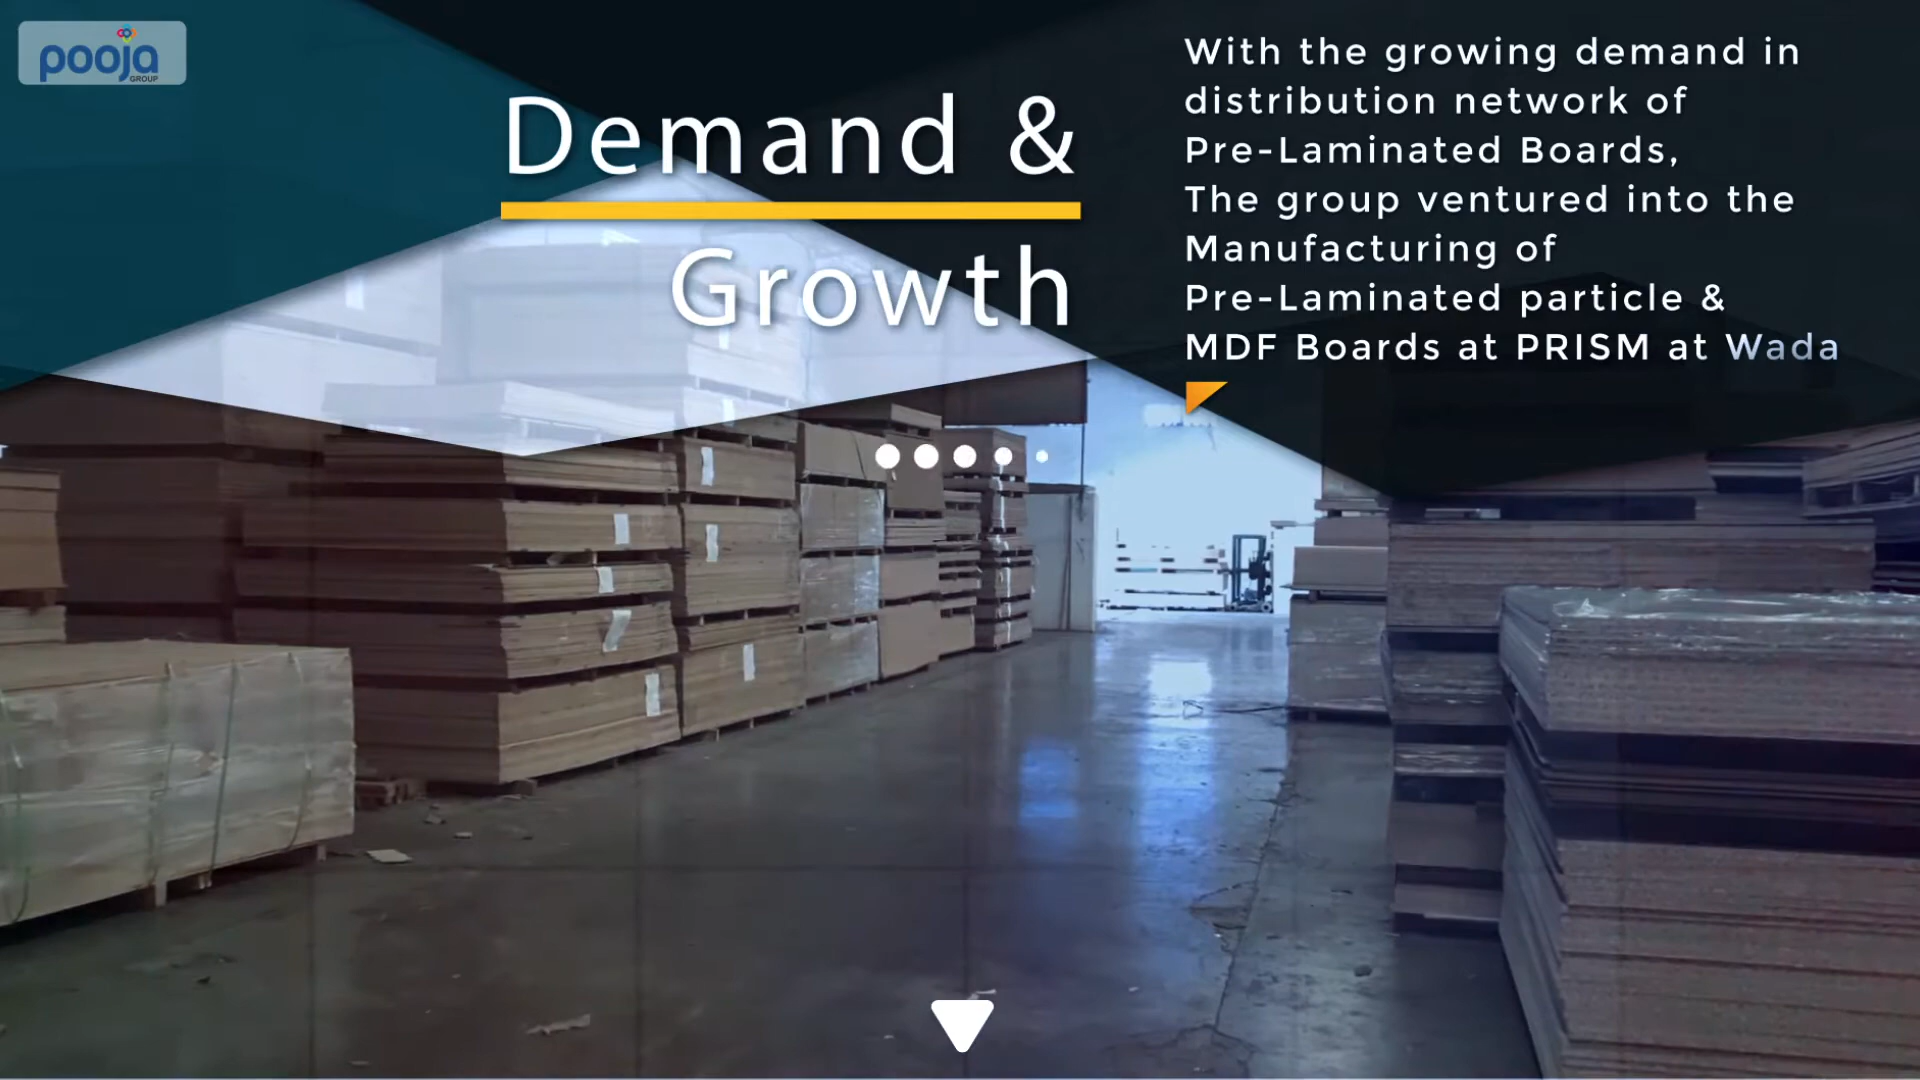 pooja
GROUP
Demand &
Growth
With the growing demand in
distribution network of
Pre-Laminated Boards,
The group ventured into the
Manufacturing of
Pre-Laminated particle &
MDF Boards at PRISM at Wada